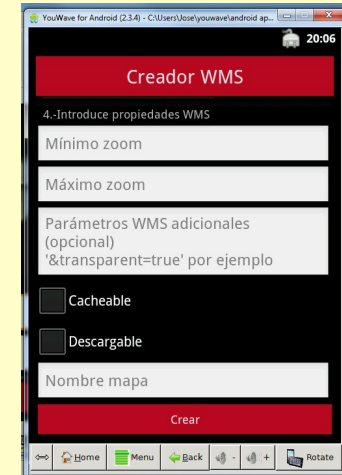 YouWave for Android (2.3.4) - C:\Users\Jose\youwave\android ap...
20:06
Creador WMS
4.-Introduce propiedades WMS
Mínimo zoom
Máximo zoom
Parámetros WMS adicionales
(opcional)
'&transparent=true' por ejemplo
Cacheable
Descargable
Nombre mapa
Crear
Home Menu Back - + Rotate